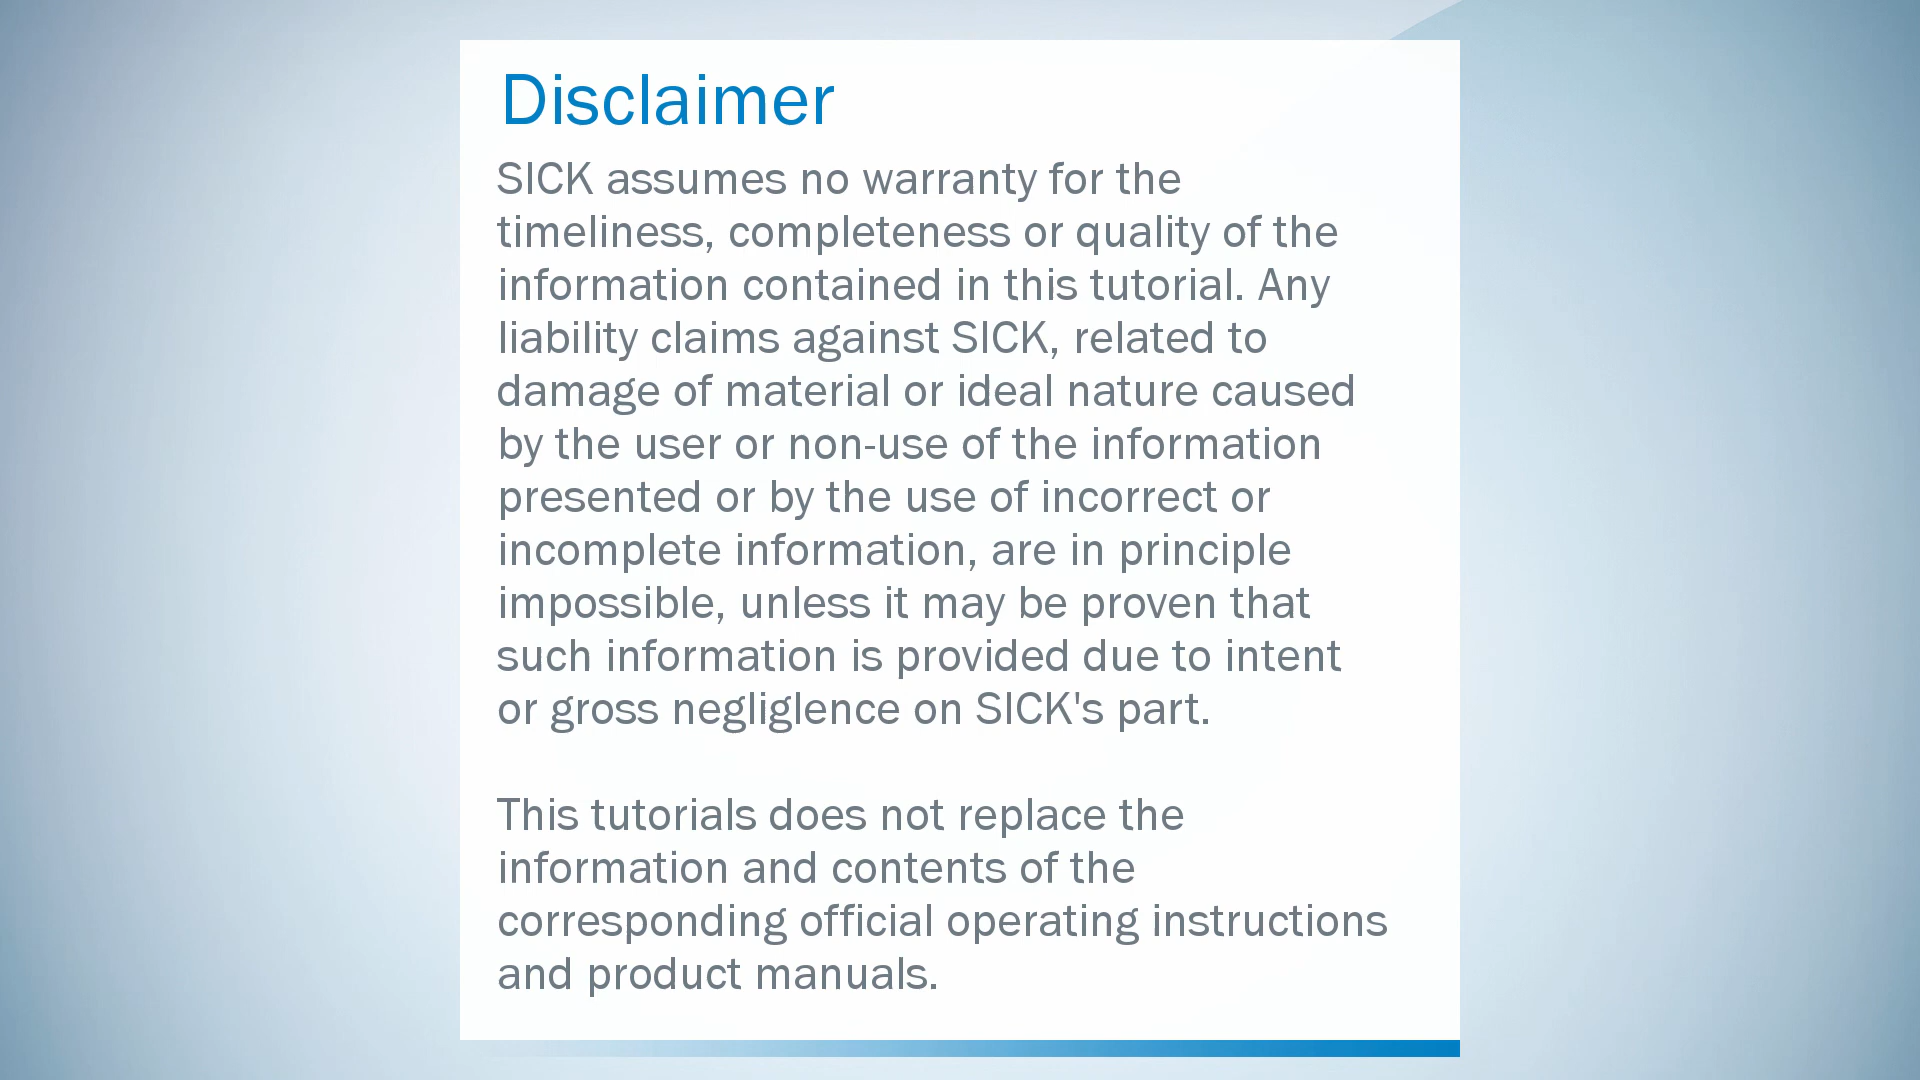 Disclaimer
SICK assumes no warranty for the
timeliness, completeness or quality of the
information contained in this tutorial. Any
liability claims against SICK, related to
damage of material or ideal nature caused
by the user or non-use of the information
presented or by the use of incorrect or
incomplete information, are in principle
impossible, unless it may be proven that
such information is provided due to intent
or gross negliglence on SICK's part.
This tutorials does not replace the
information and contents of the
corresponding official operating instructions
and product manuals.